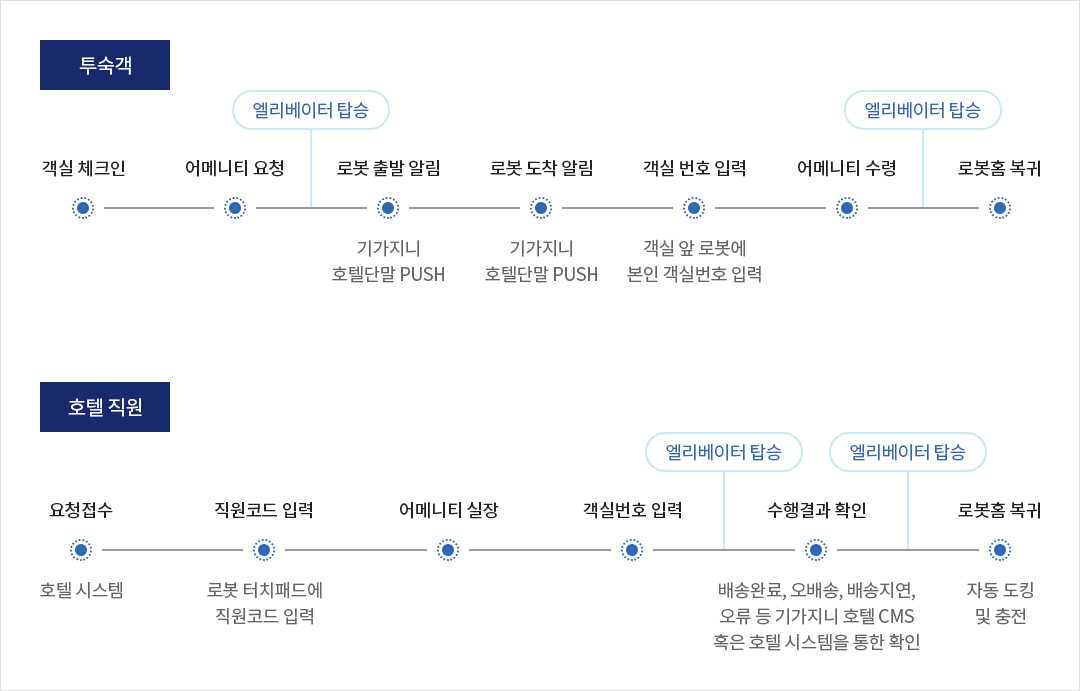 투숙객
엘리베이터 탑승
엘리베이터 탑승
객실 체크인
어메니티 요청
로봇 출발 알림
로봇 도착 알림
객실 번호 입력
어메니티 수령
로봇홈 복귀
기가지니
호텔단말 PUSH
기가지니
호텔단말 PUSH
객실 앞 로봇에
본인 객실번호 입력
호텔 직원
엘리베이터 탑승
엘리베이터 탑승
요청접수
직원코드 입력
어메니티 실장
객실번호 입력
수행결과 확인
로봇홈 복귀
호텔 시스템
로봇 터치패드에
직원코드 입력
배송완료, 오배송, 배송지연,
오류 등 기가지니 호텔 CMS
혹은 호텔 시스템을 통한 확인
자동 도킹
및 충전